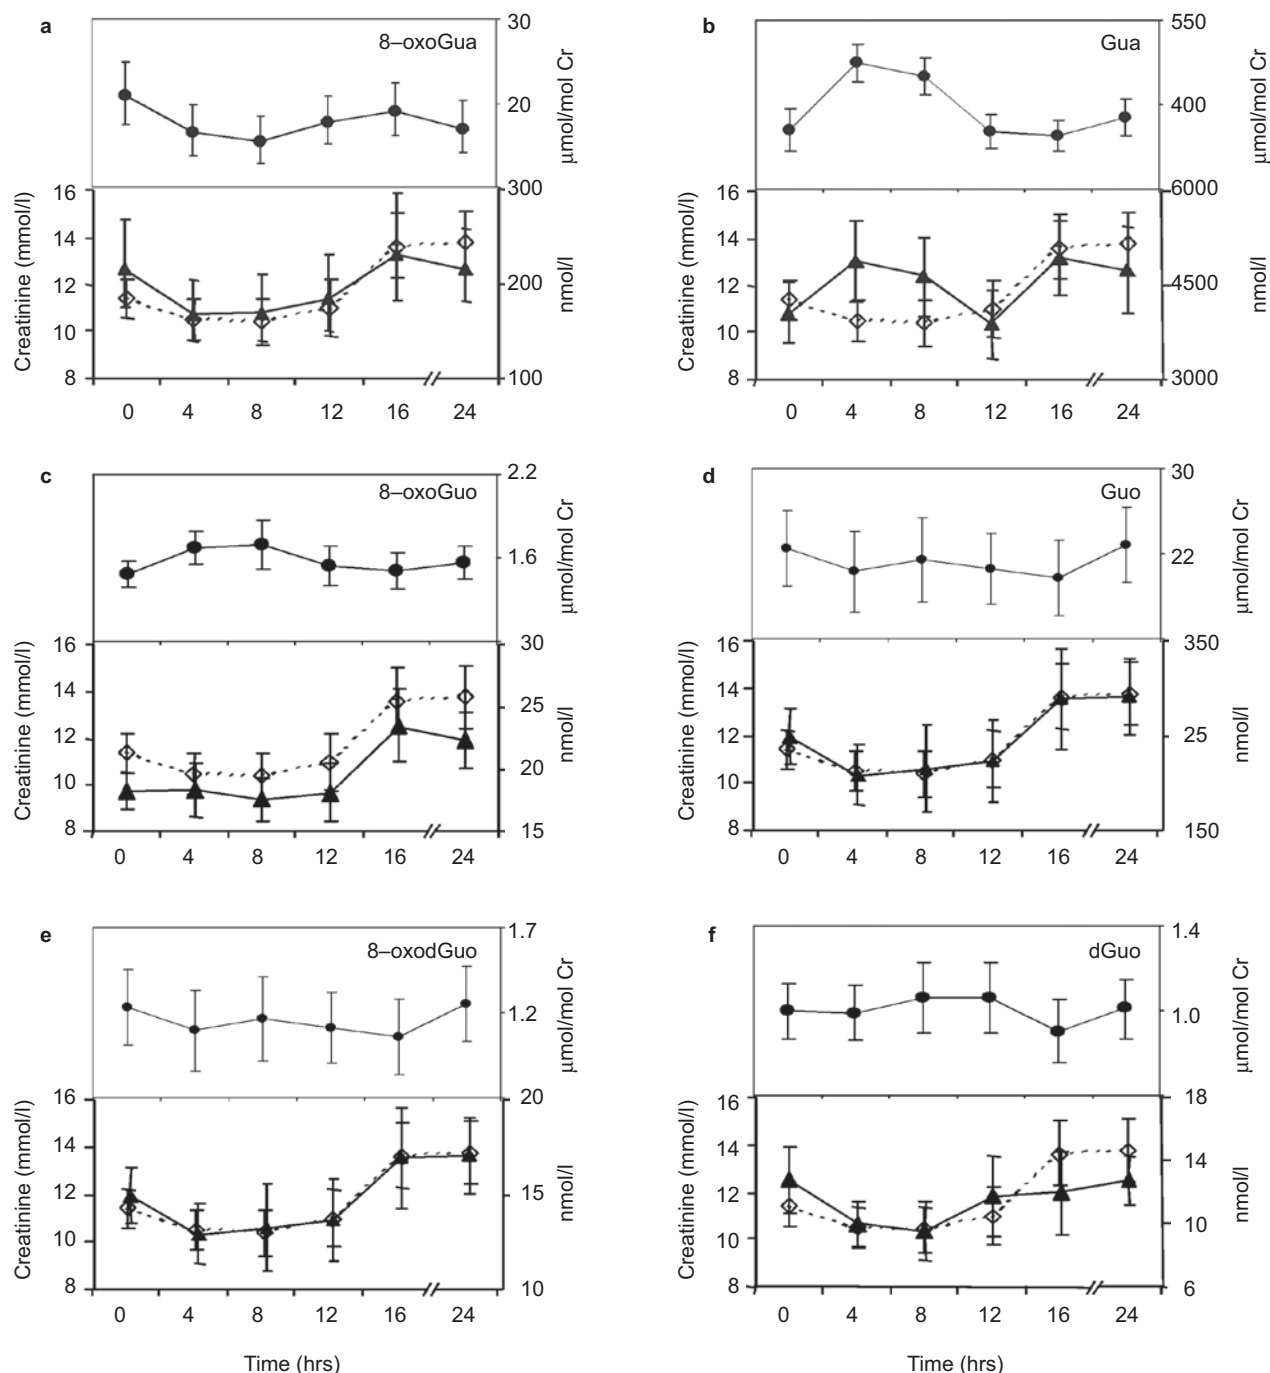 a
8–oxoGua
30
20
μmol/mol Cr
16
14
12
10
8
Creatinine (mmol/l)
300
200
100
nmol/l
0 4 8 12 16 24
b
Gua
550
400
μmol/mol Cr
16
14
12
10
8
Creatinine (mmol/l)
6000
4500
3000
nmol/l
0 4 8 12 16 24
c
8–oxoGuo
2.2
1.6
μmol/mol Cr
16
14
12
10
8
Creatinine (mmol/l)
30
25
20
15
nmol/l
0 4 8 12 16 24
d
Guo
30
22
μmol/mol Cr
16
14
12
10
8
Creatinine (mmol/l)
350
25
150
nmol/l
0 4 8 12 16 24
e
8–oxodGuo
1.7
1.2
μmol/mol Cr
16
14
12
10
8
Creatinine (mmol/l)
20
15
10
nmol/l
0 4 8 12 16 24
Time (hrs)
f
dGuo
1.4
1.0
μmol/mol Cr
16
14
12
10
8
Creatinine (mmol/l)
18
14
10
6
nmol/l
0 4 8 12 16 24
Time (hrs)